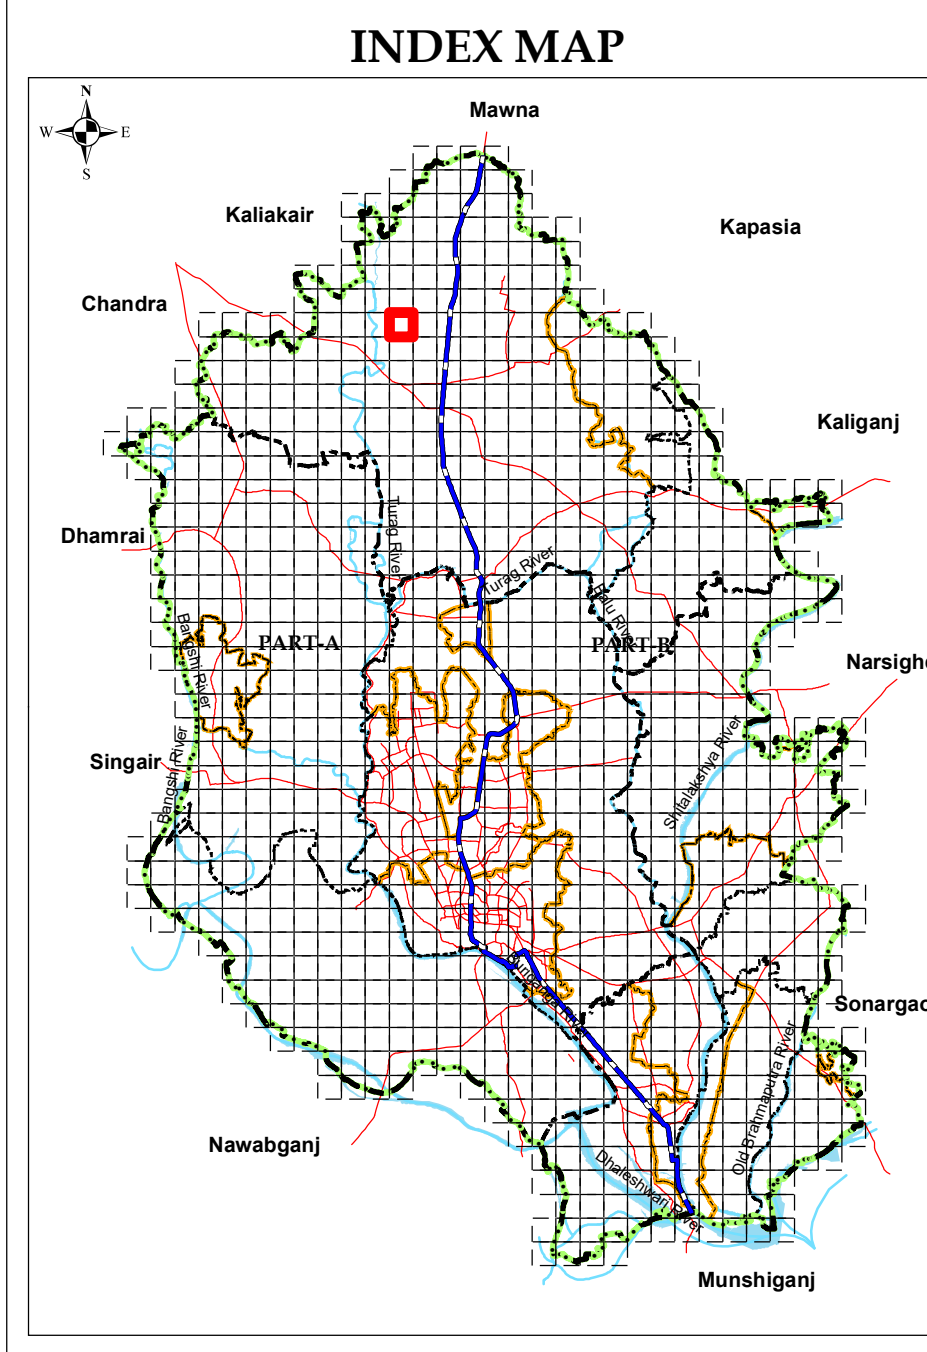 INDEX MAP
N
W E
S
Mawna
Kaliakair
Kapasia
Chandra
Kaliganj
Turag River
Dhamrai
Turag River
Balu River
Bangshi River
PART-A
PART-B
Narsigh
Shitalakshya River
Singair
Bangshi River
Buriganga River
Sonargao
Old Brahmaputra River
Nawabganj
Dhaleshwari River
Munshiganj